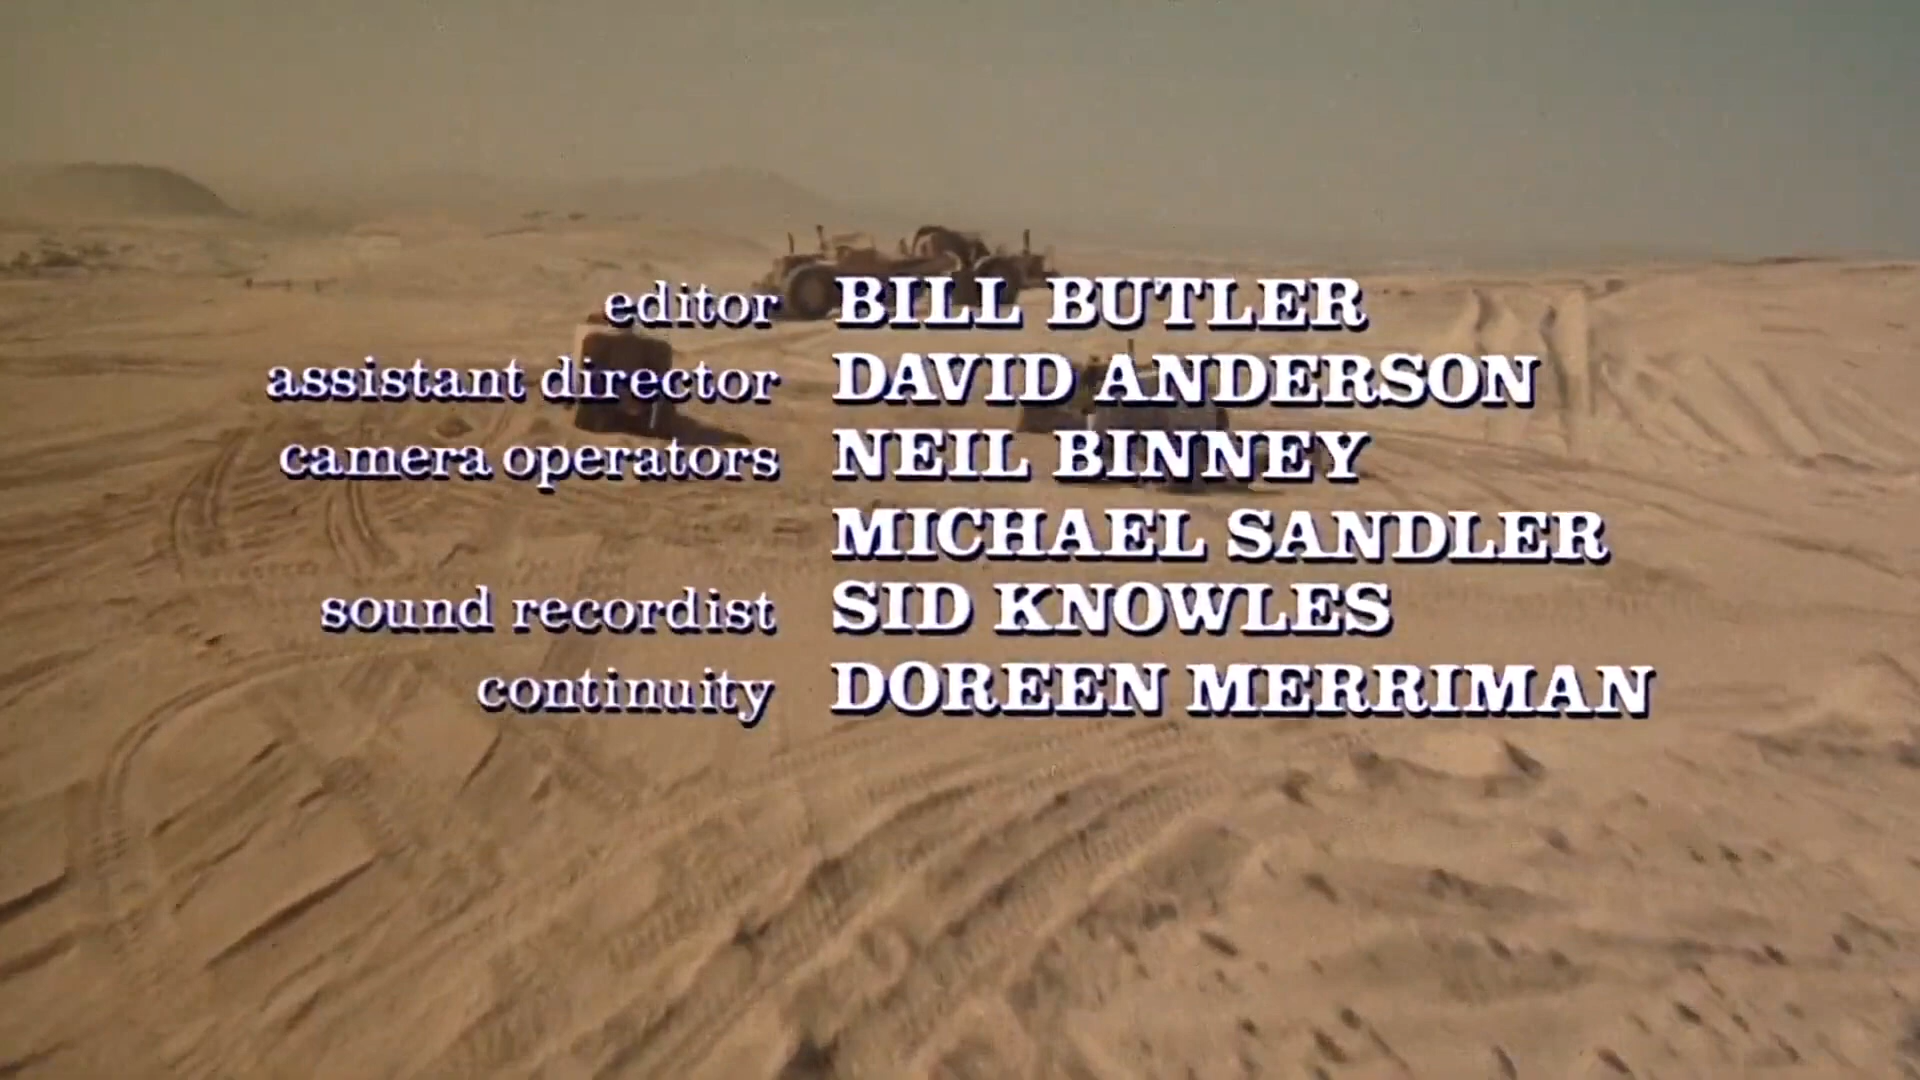 editor BILL BUTLER
assistant director DAVID ANDERSON
camera operators NEIL BINNEY
MICHAEL SANDLER
sound recordist SID KNOWLES
continuity DOREEN MERRIMAN